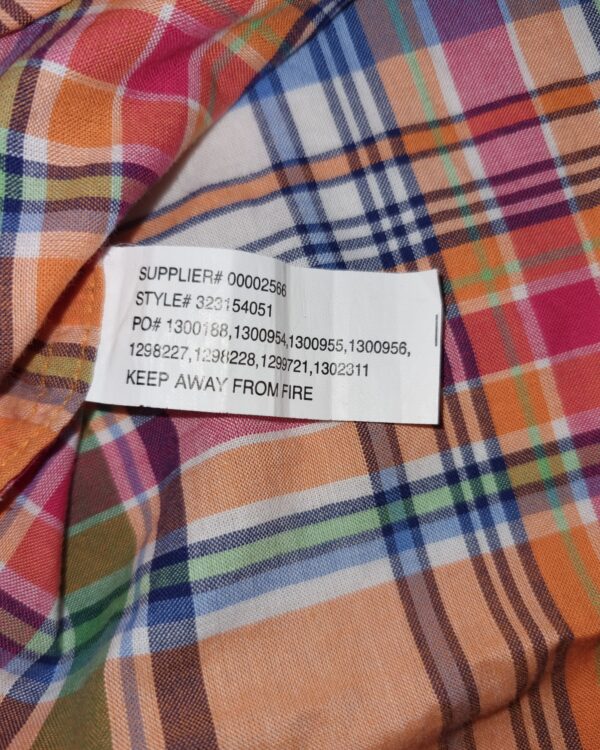 SUPPLIER# 00002566
STYLE# 323154051
PO# 1300188,1300954,1300955,1300956,
1298227,1298228,1299721,1302311
KEEP AWAY FROM FIRE